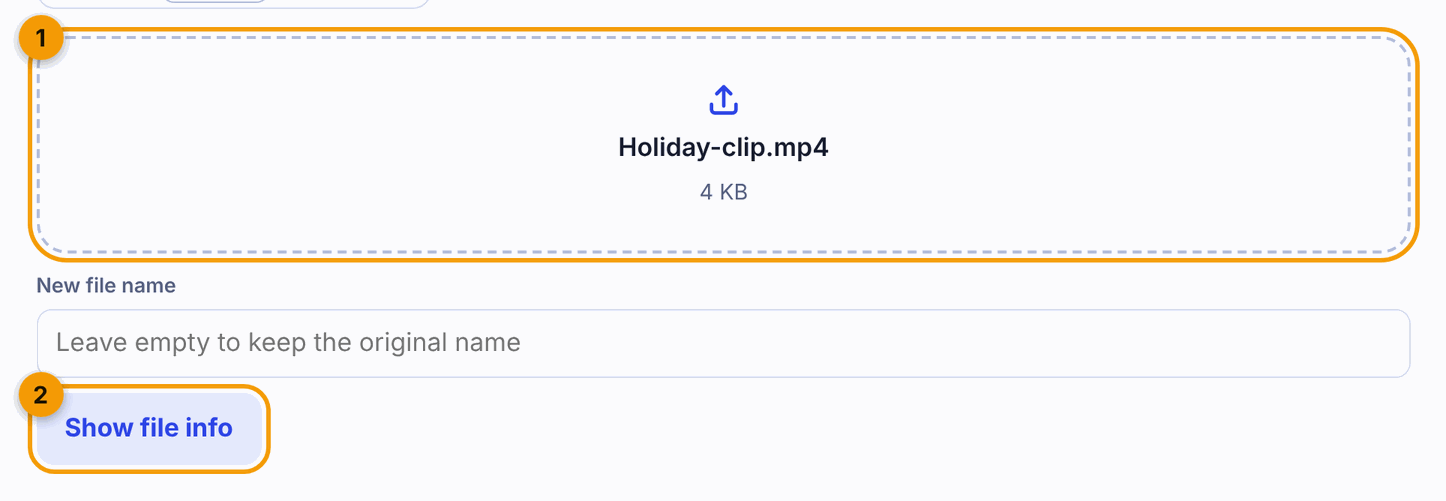 1
Holiday-clip.mp4
4 KB
New file name
Leave empty to keep the original name
2
Show file info